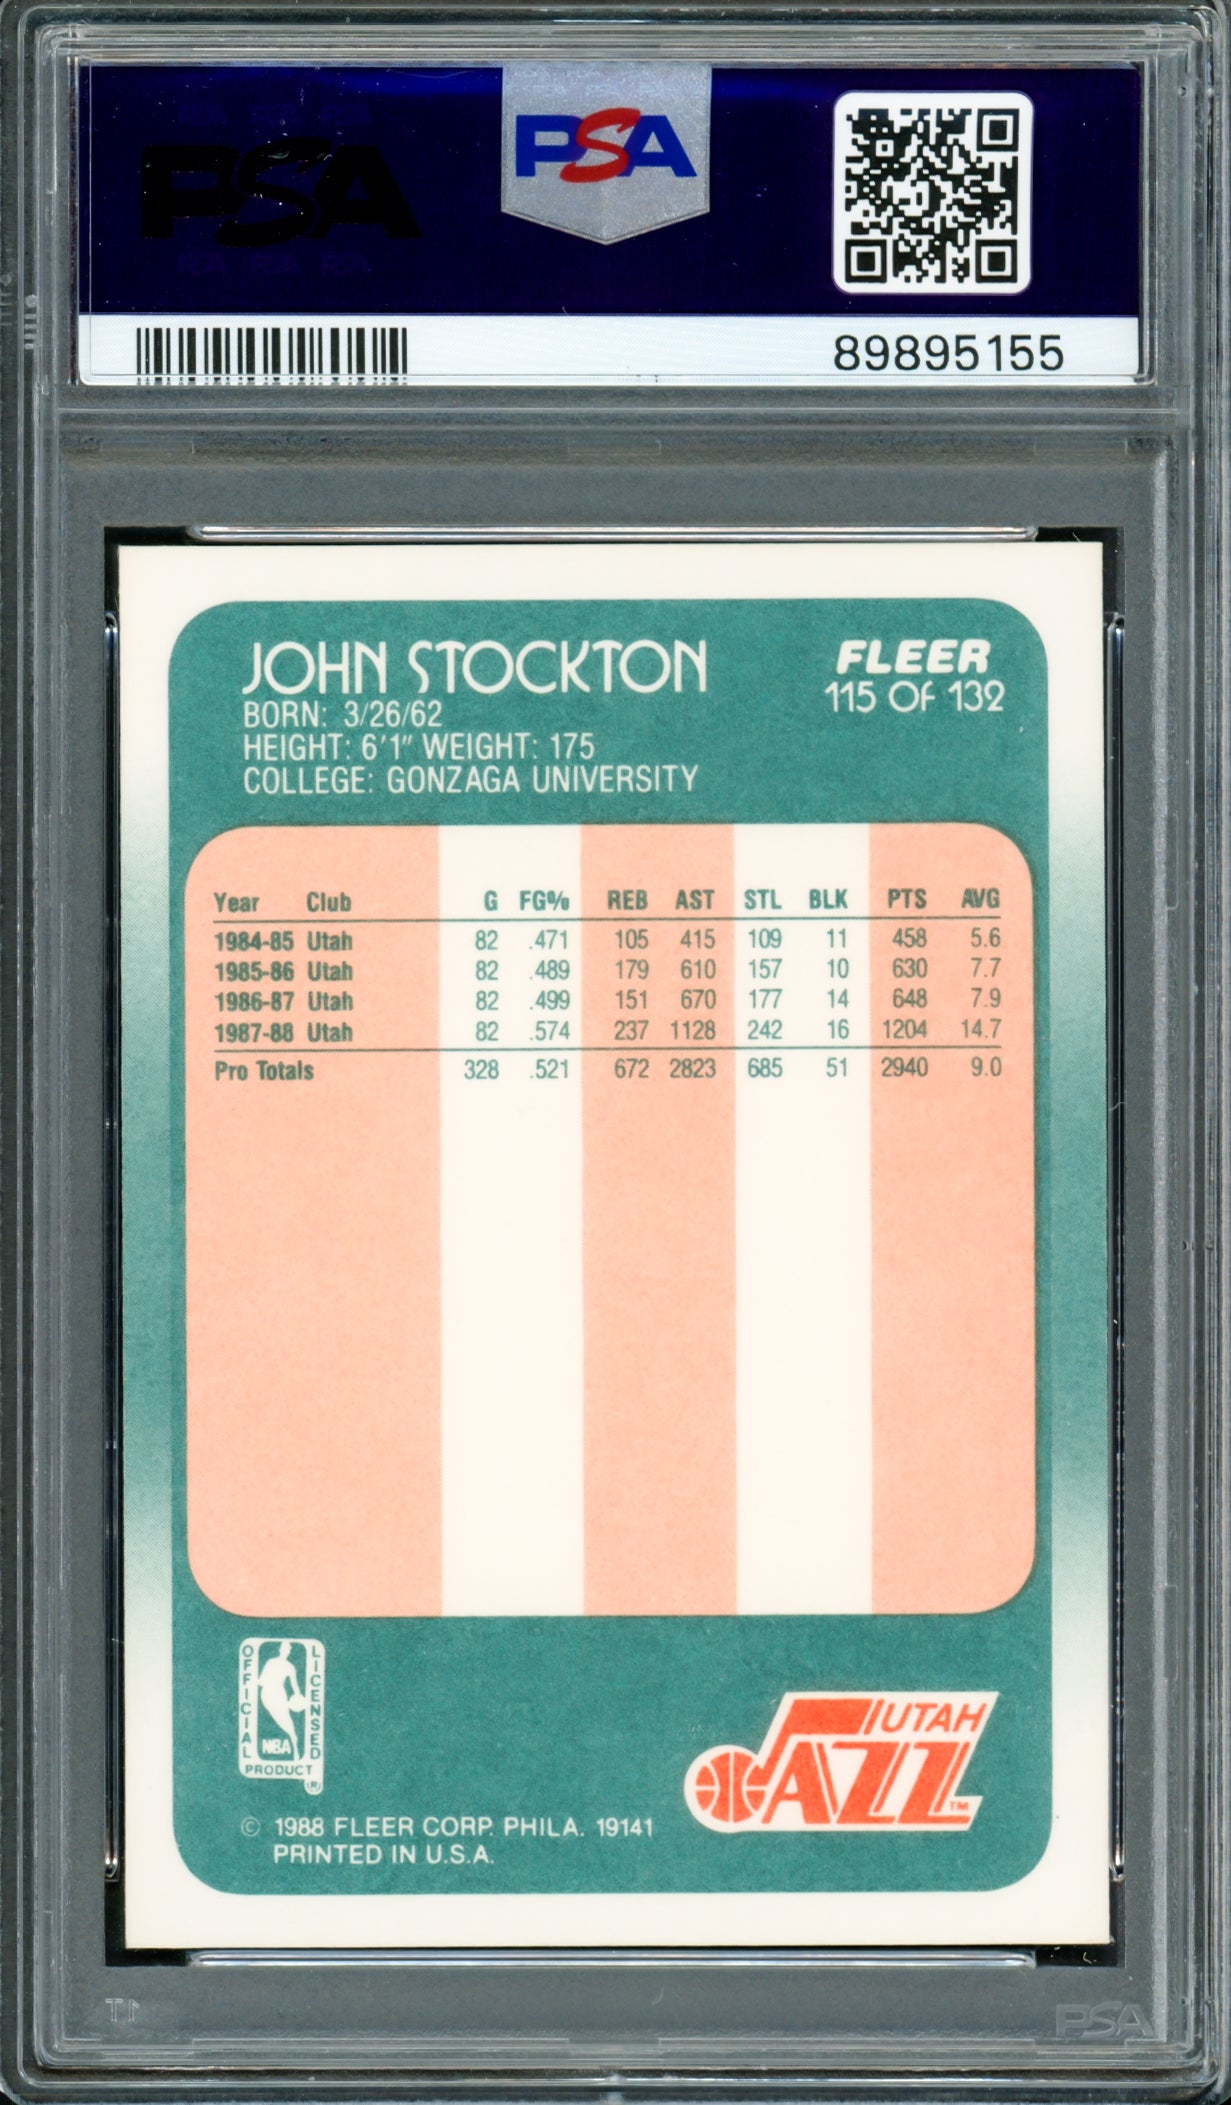 PSA
PSA
89895155
JOHN STOCKTON
BORN: 3/26/62
HEIGHT: 6'1" WEIGHT: 175
COLLEGE: GONZAGA UNIVERSITY
FLEER
115 OF 132
Year Club G FG% REB AST STL BLK PTS AVG
1984-85 Utah 82 .471 105 415 109 11 458 5.6
1985-86 Utah 82 .489 179 610 157 10 630 7.7
1986-87 Utah 82 .499 151 670 177 14 648 7.9
1987-88 Utah 82 .574 237 1128 242 16 1204 14.7
Pro Totals 328 .521 672 2823 685 51 2940 9.0
OFFICIAL LICENSED
NBA
PRODUCT ®
UTAH
JAZZ™
© 1988 FLEER CORP. PHILA. 19141
PRINTED IN U.S.A.
PSA